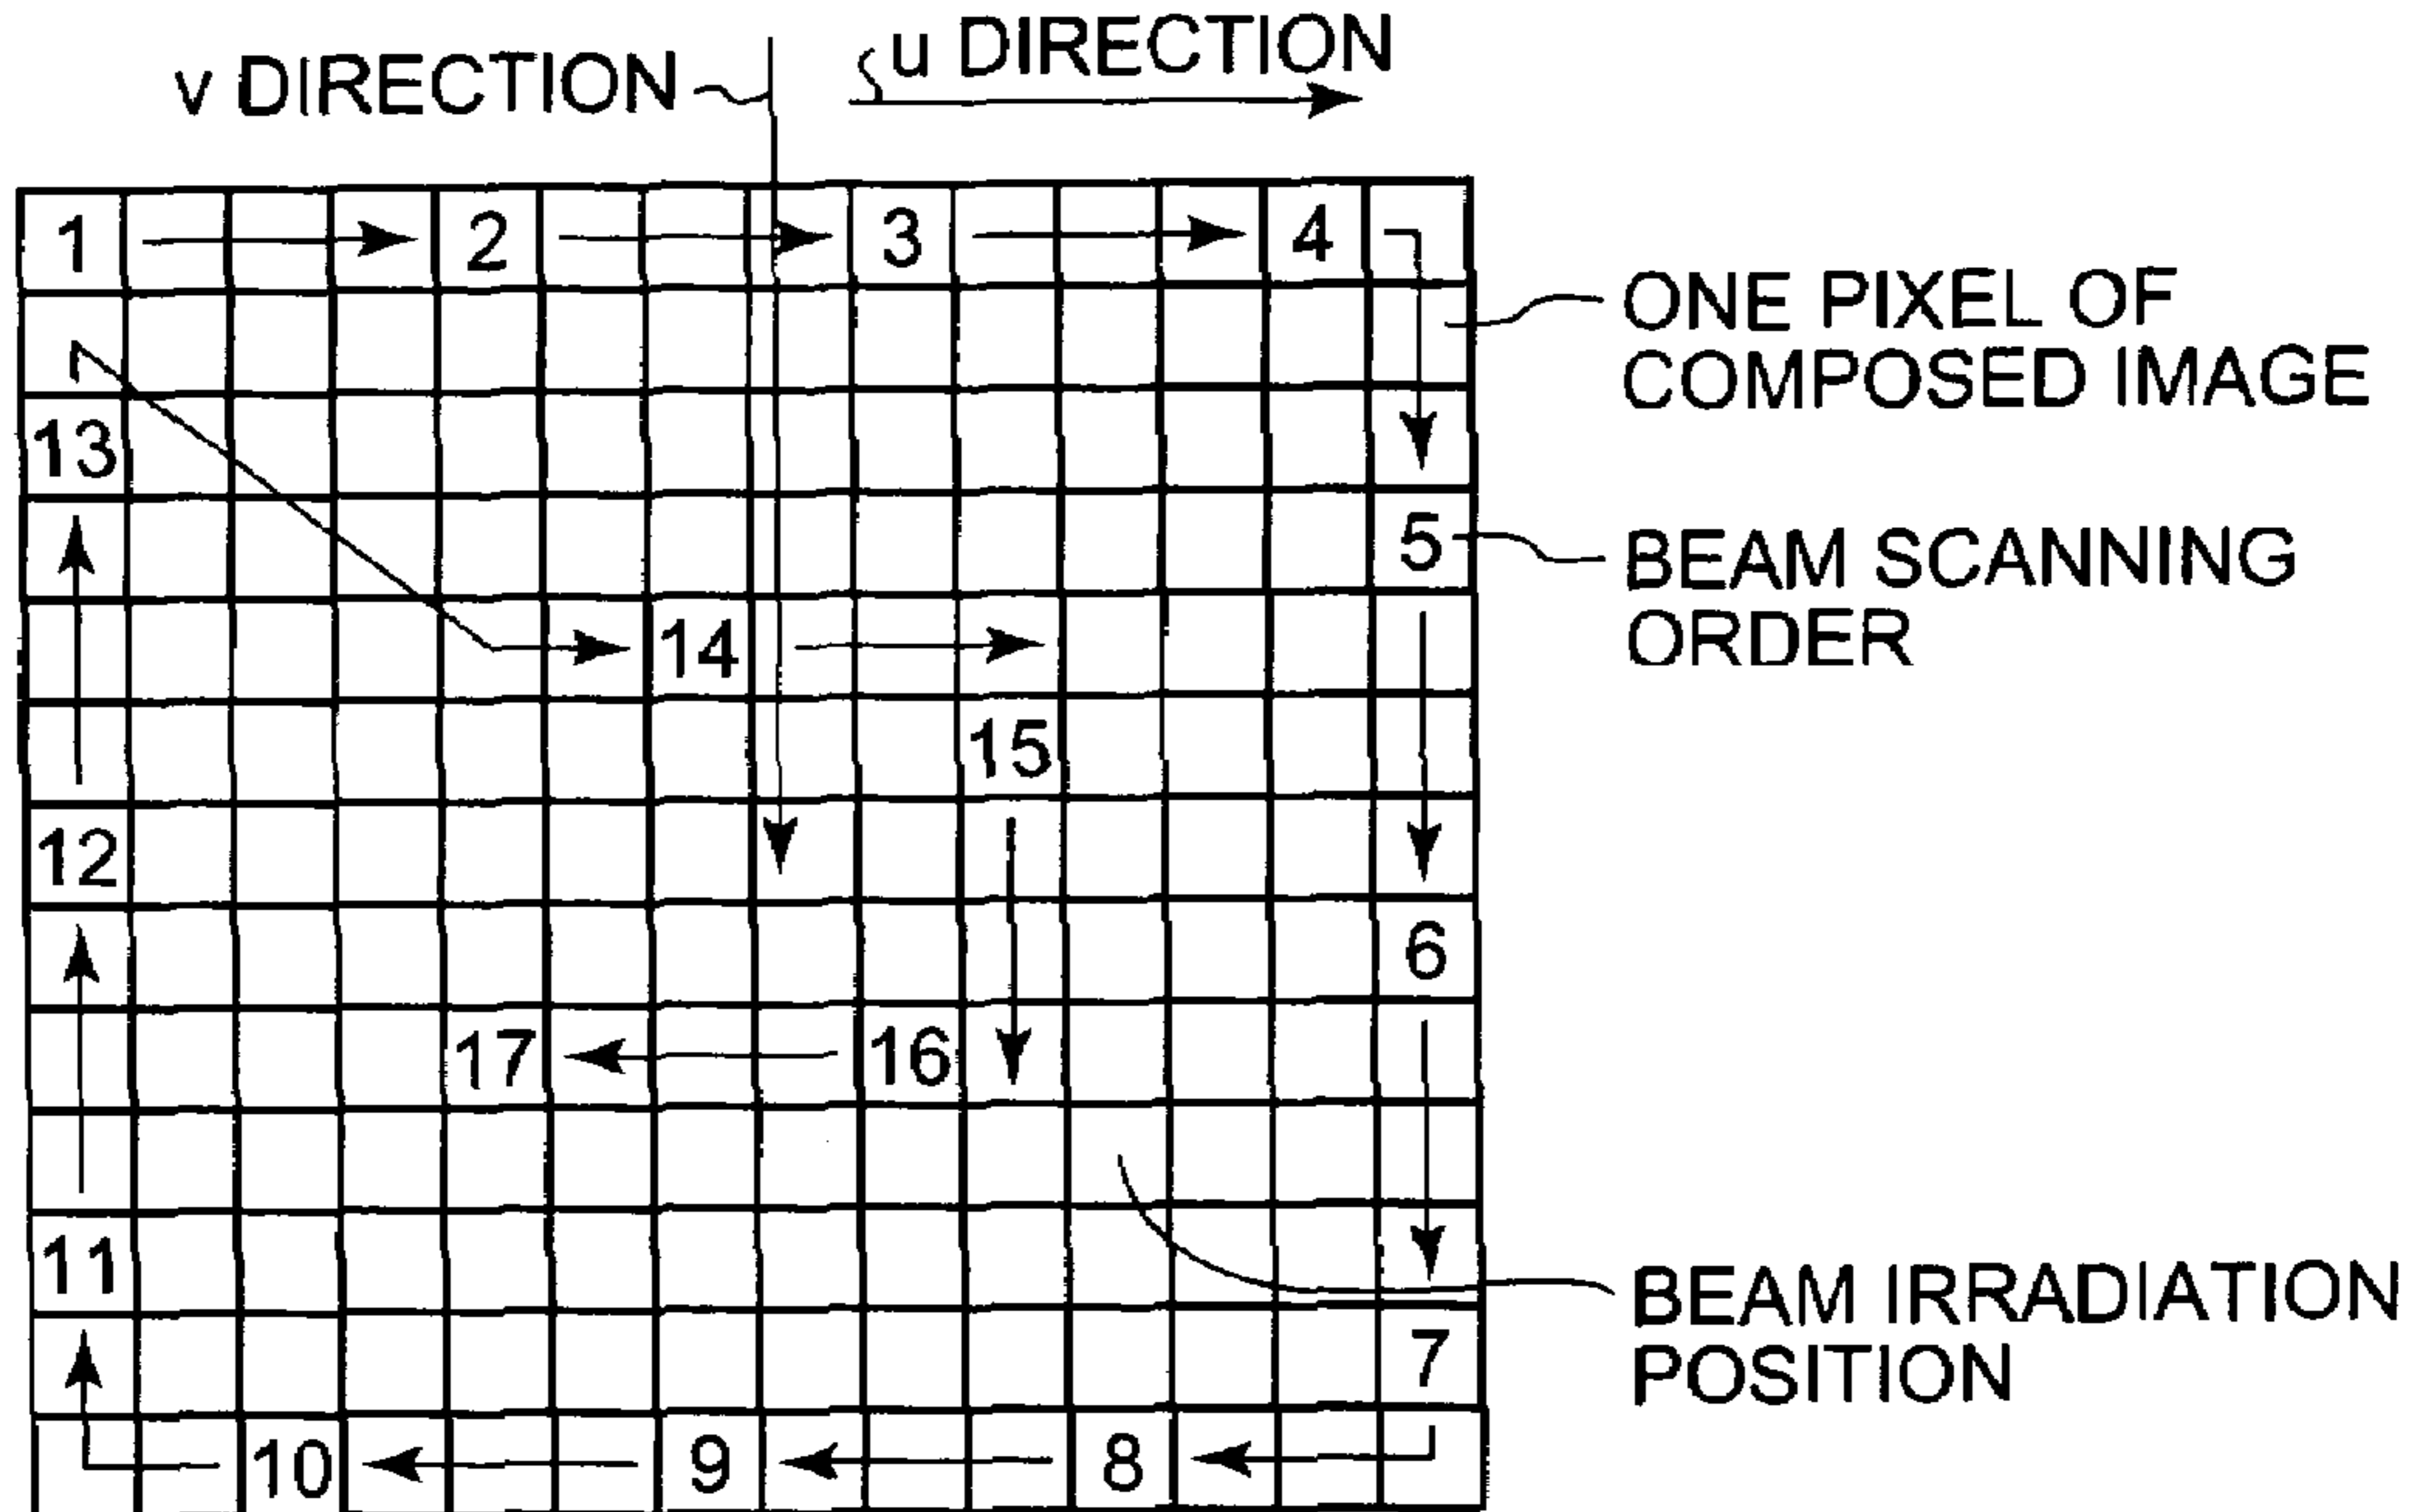 v DIRECTION
u DIRECTION
1 2 3 4
ONE PIXEL OF
COMPOSED IMAGE
13
5
BEAM SCANNING
ORDER
14
15
12
6
17 16
11
BEAM IRRADIATION
POSITION
7
10 9 8